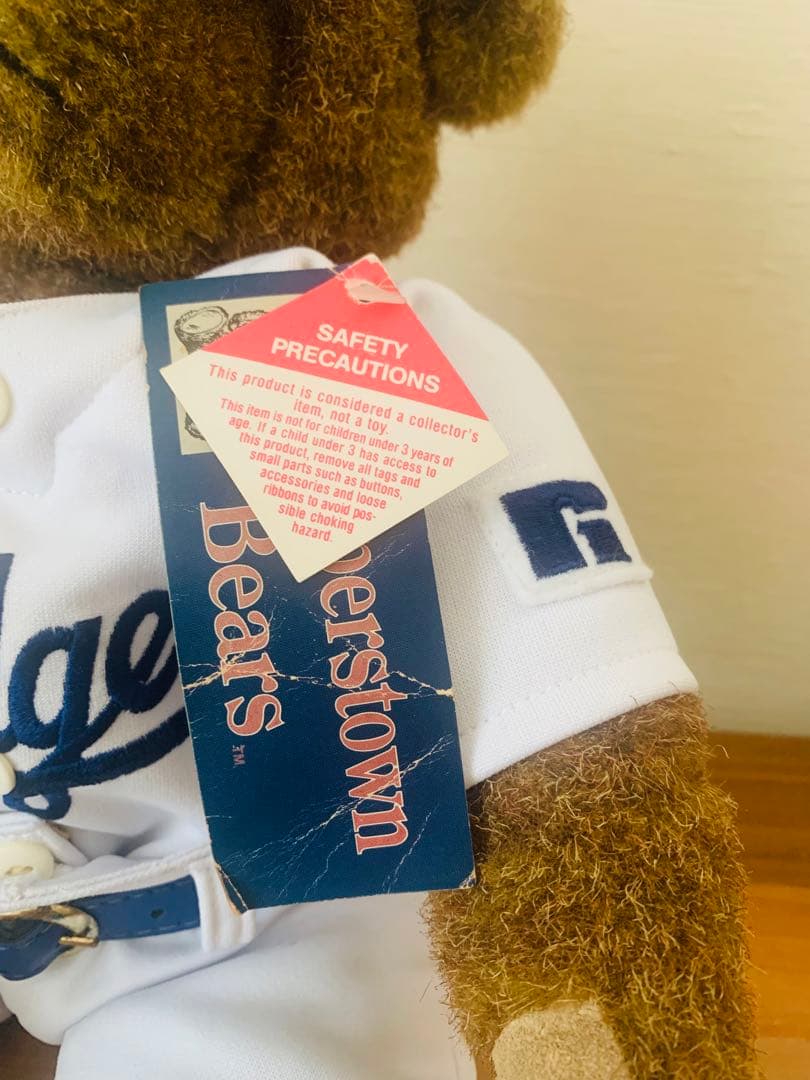 SAFETY
PRECAUTIONS
This product is considered a collector's
item, not a toy.
This item is not for children under 3 years of
age. If a child under 3 has access to
this product, remove all tags and
small parts such as buttons,
accessories and loose
ribbons to avoid pos-
sible choking
hazard.
perstown
Bears
TM
dge
R